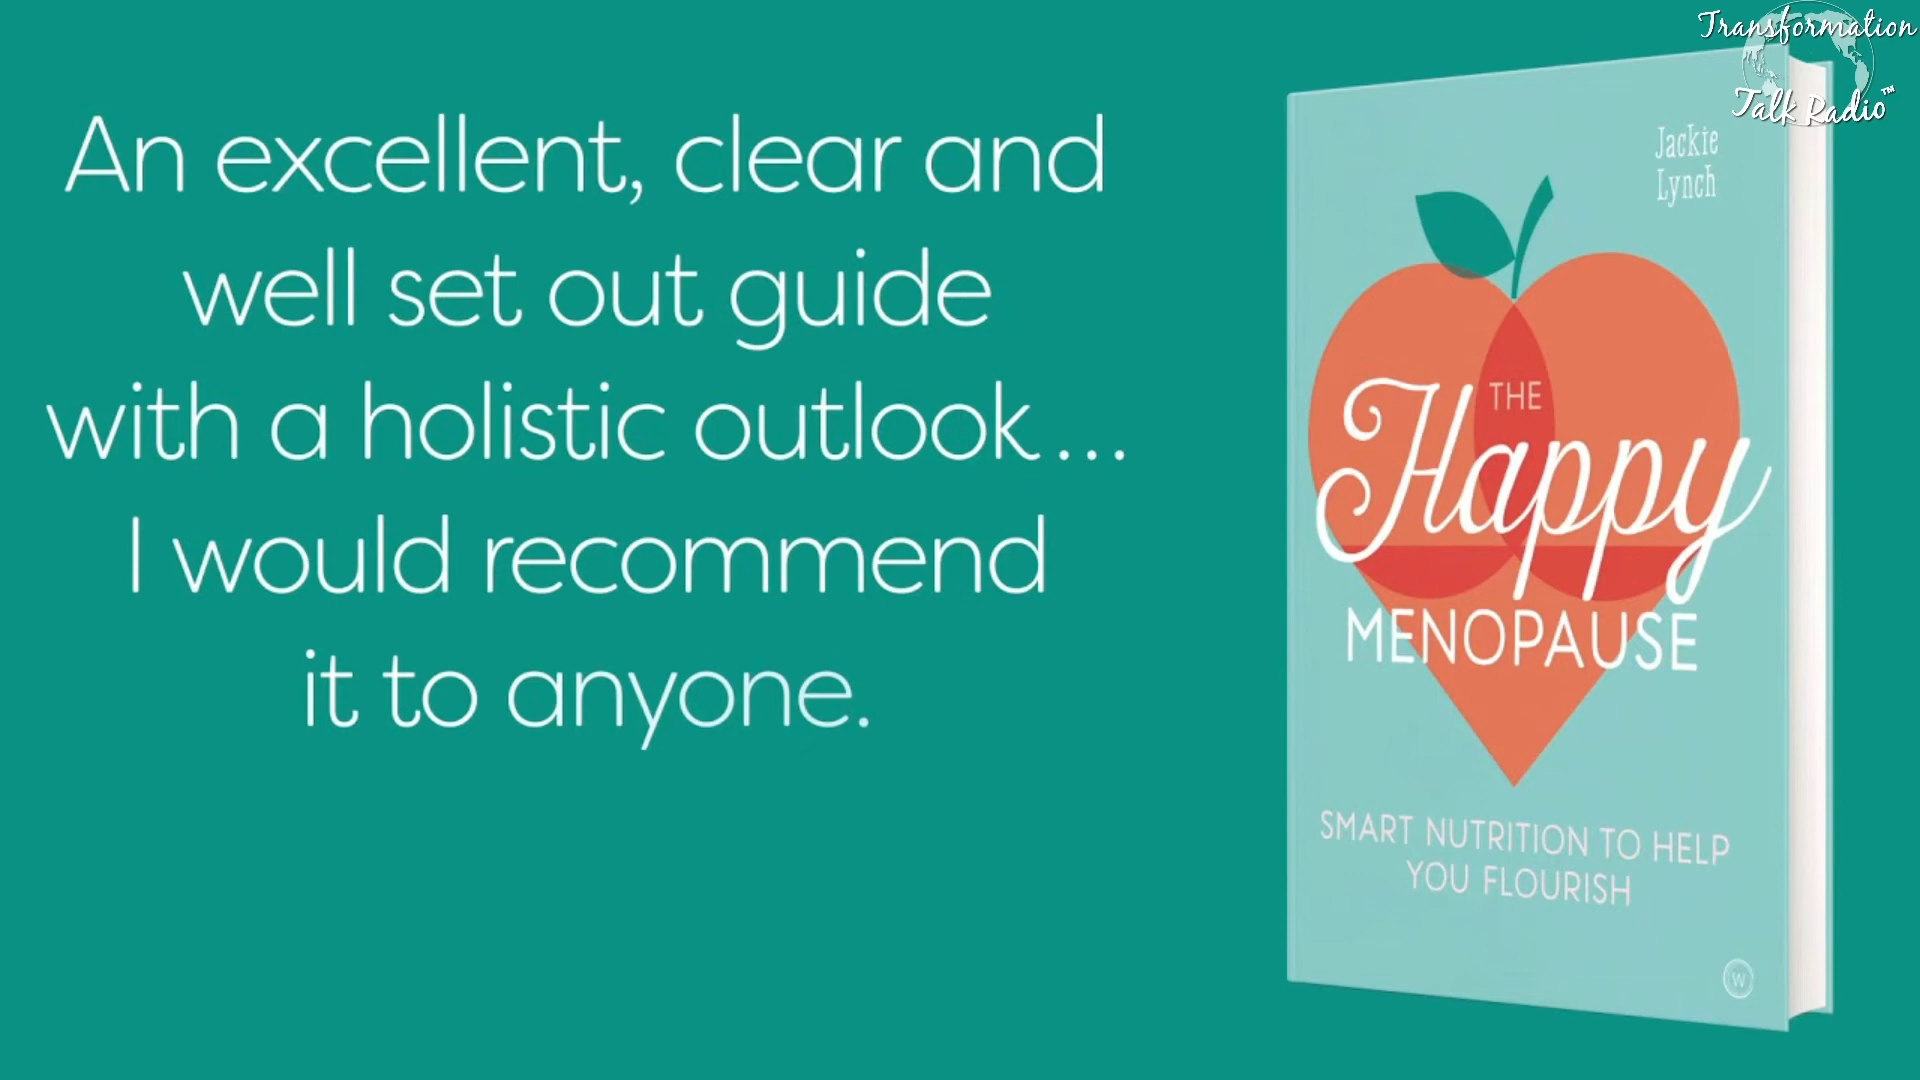 An excellent, clear and
well set out guide
with a holistic outlook...
I would recommend
it to anyone.
Transformation
Talk Radio™
Jackie
Lynch
THE
Happy
MENOPAUSE
SMART NUTRITION TO HELP
YOU FLOURISH
W